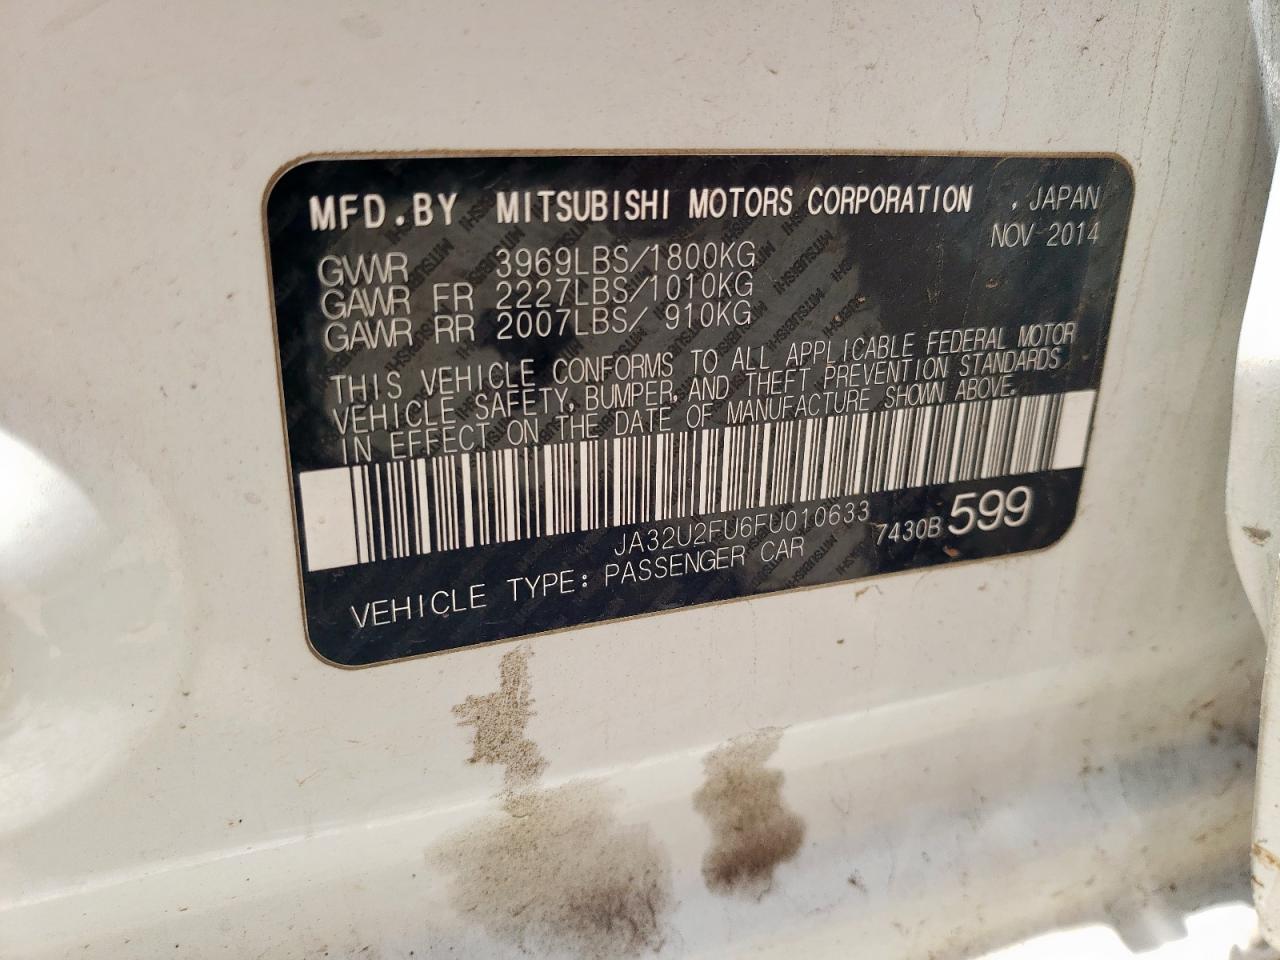 MFD.BY MITSUBISHI MOTORS CORPORATION , JAPAN
NOV-2014
GVWR 3969LBS/1800KG
GAWR FR 2227LBS/1010KG
GAWR RR 2007LBS/ 910KG
THIS VEHICLE CONFORMS TO ALL APPLICABLE FEDERAL MOTOR
VEHICLE SAFETY, BUMPER, AND THEFT PREVENTION STANDARDS
IN EFFECT ON THE DATE OF MANUFACTURE SHOWN ABOVE.
JA32U2FU6FU010633 7430B 599
VEHICLE TYPE: PASSENGER CAR